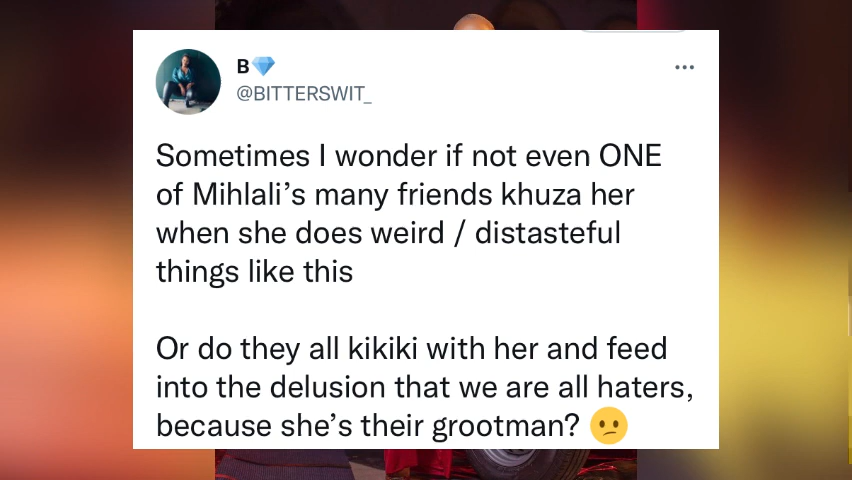 B💎
@BITTERSWIT_
Sometimes I wonder if not even ONE
of Mihlali’s many friends khuza her
when she does weird / distasteful
things like this
Or do they all kikiki with her and feed
into the delusion that we are all haters,
because she’s their grootman? 😕